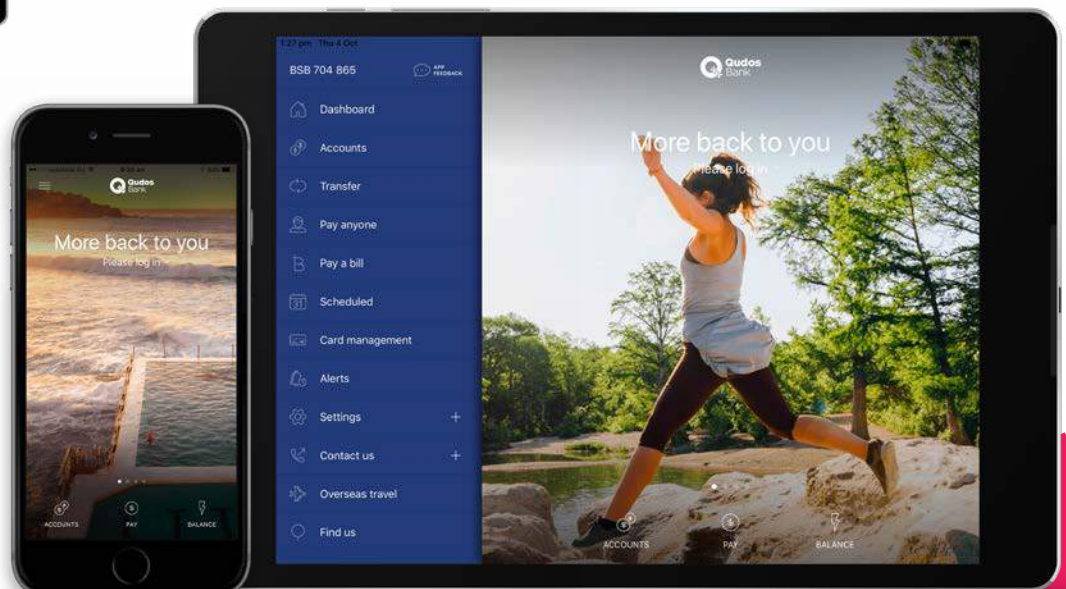 Qudos
Bank
More back to you
Please log in
ACCOUNTS
PAY
BALANCE
1:27 pm Thu 4 Oct
BSB 704 865
APP
FEEDBACK
Dashboard
Accounts
Transfer
Pay anyone
Pay a bill
31
Scheduled
Card management
Alerts
Settings +
Contact us +
Overseas travel
Find us
Qudos
Bank
More back to you
Please log in
ACCOUNTS
PAY
BALANCE